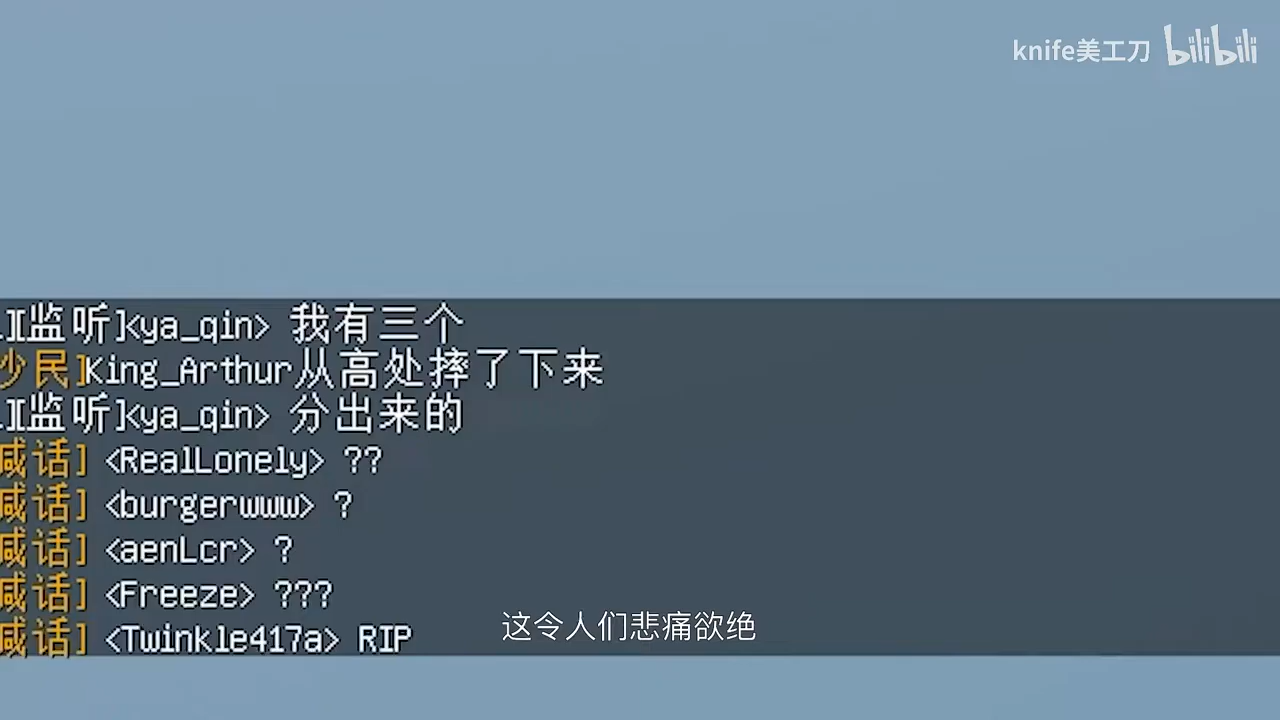 knife美工刀 bilibili
][监听]<ya_qin> 我有三个
民]King_Arthur从高处摔了下来
][监听]<ya_qin> 分出来的
喊话] <RealLonely> ??
喊话] <burgerwww> ?
喊话] <aenLcr> ?
喊话] <Freeze> ???
喊话] <Twinkle417a> RIP
这令人们悲痛欲绝